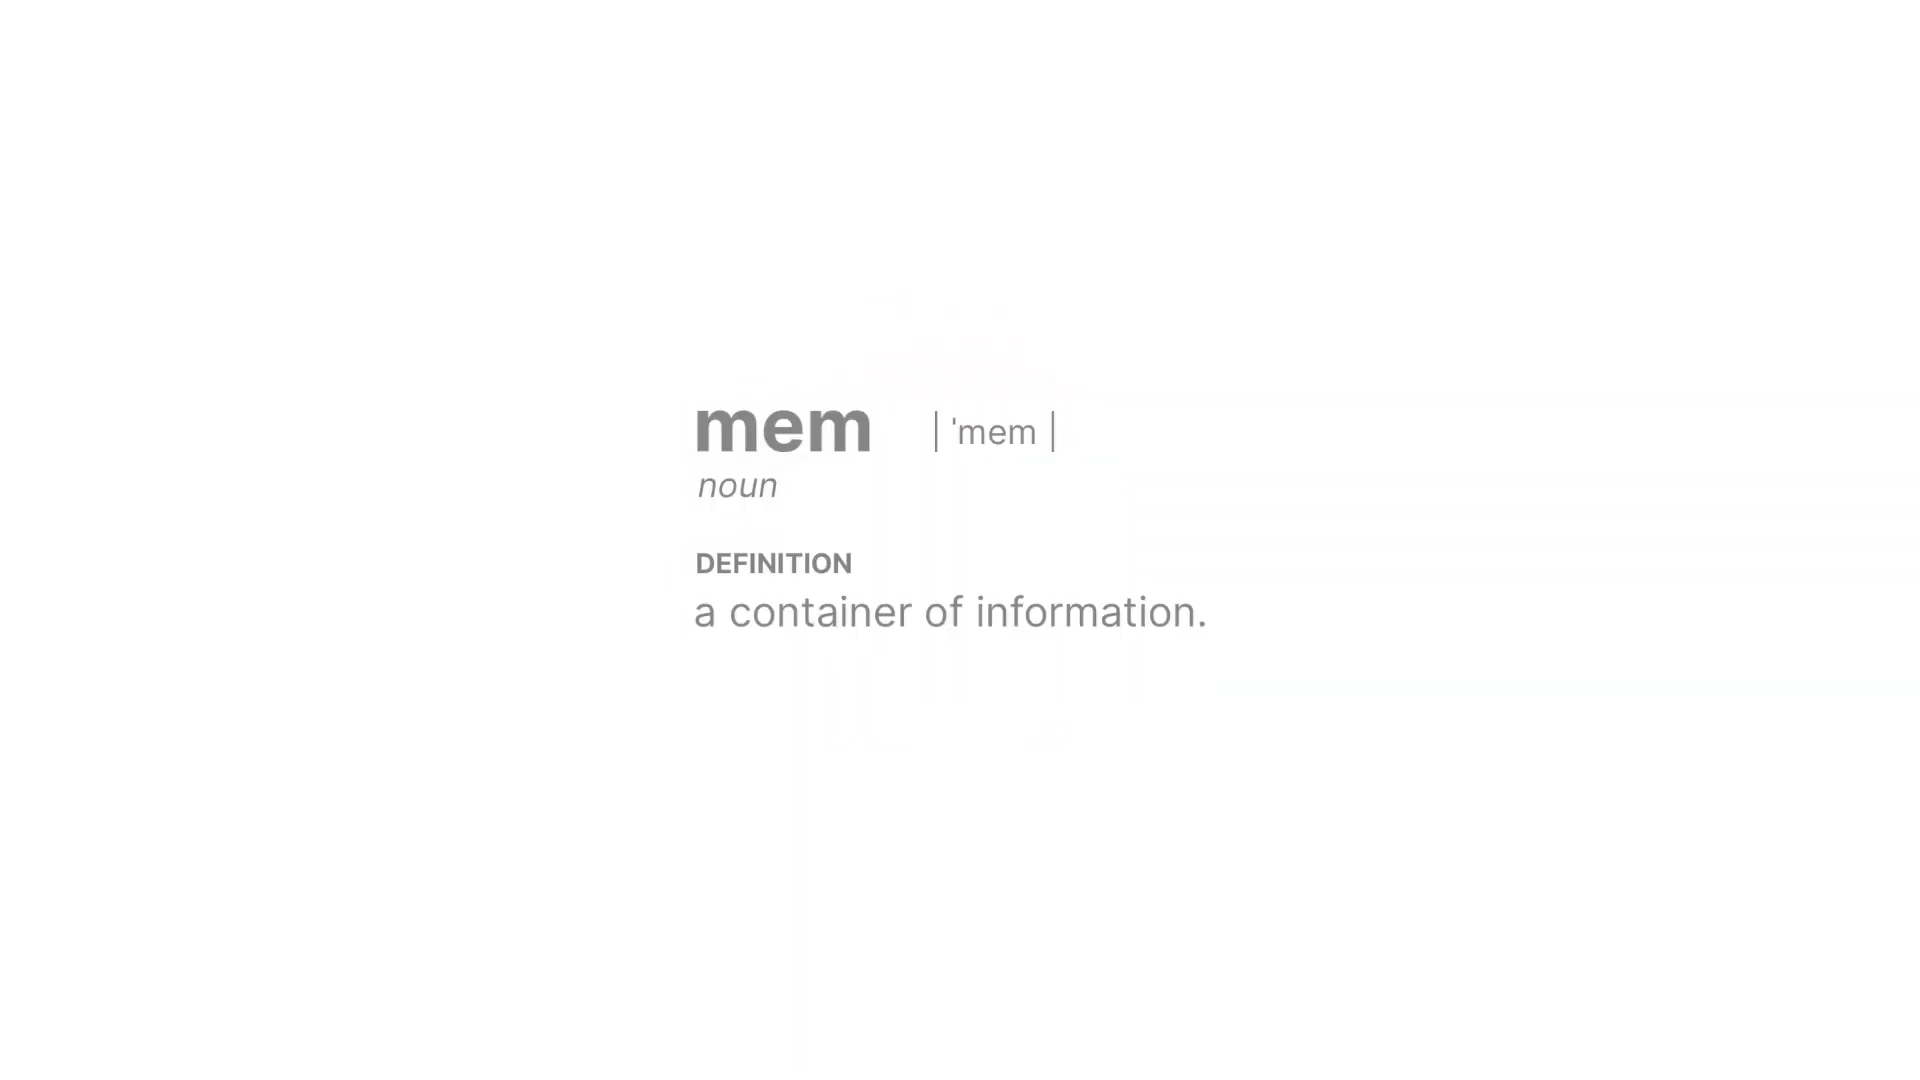 mem | 'mem |
noun
DEFINITION
a container of information.